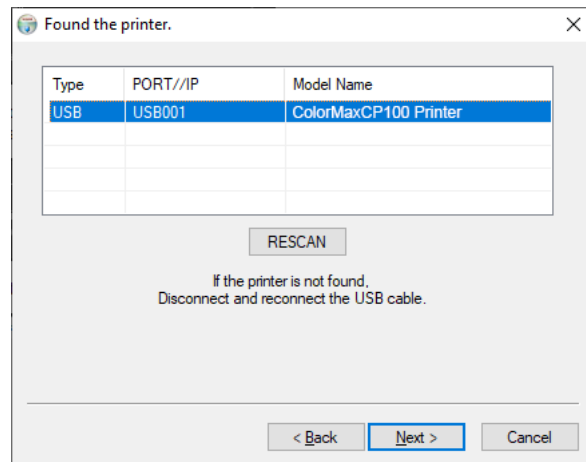 Found the printer.
Type PORT//IP Model Name
USB USB001 ColorMaxCP100 Printer
RESCAN
If the printer is not found,
Disconnect and reconnect the USB cable.
< Back Next > Cancel